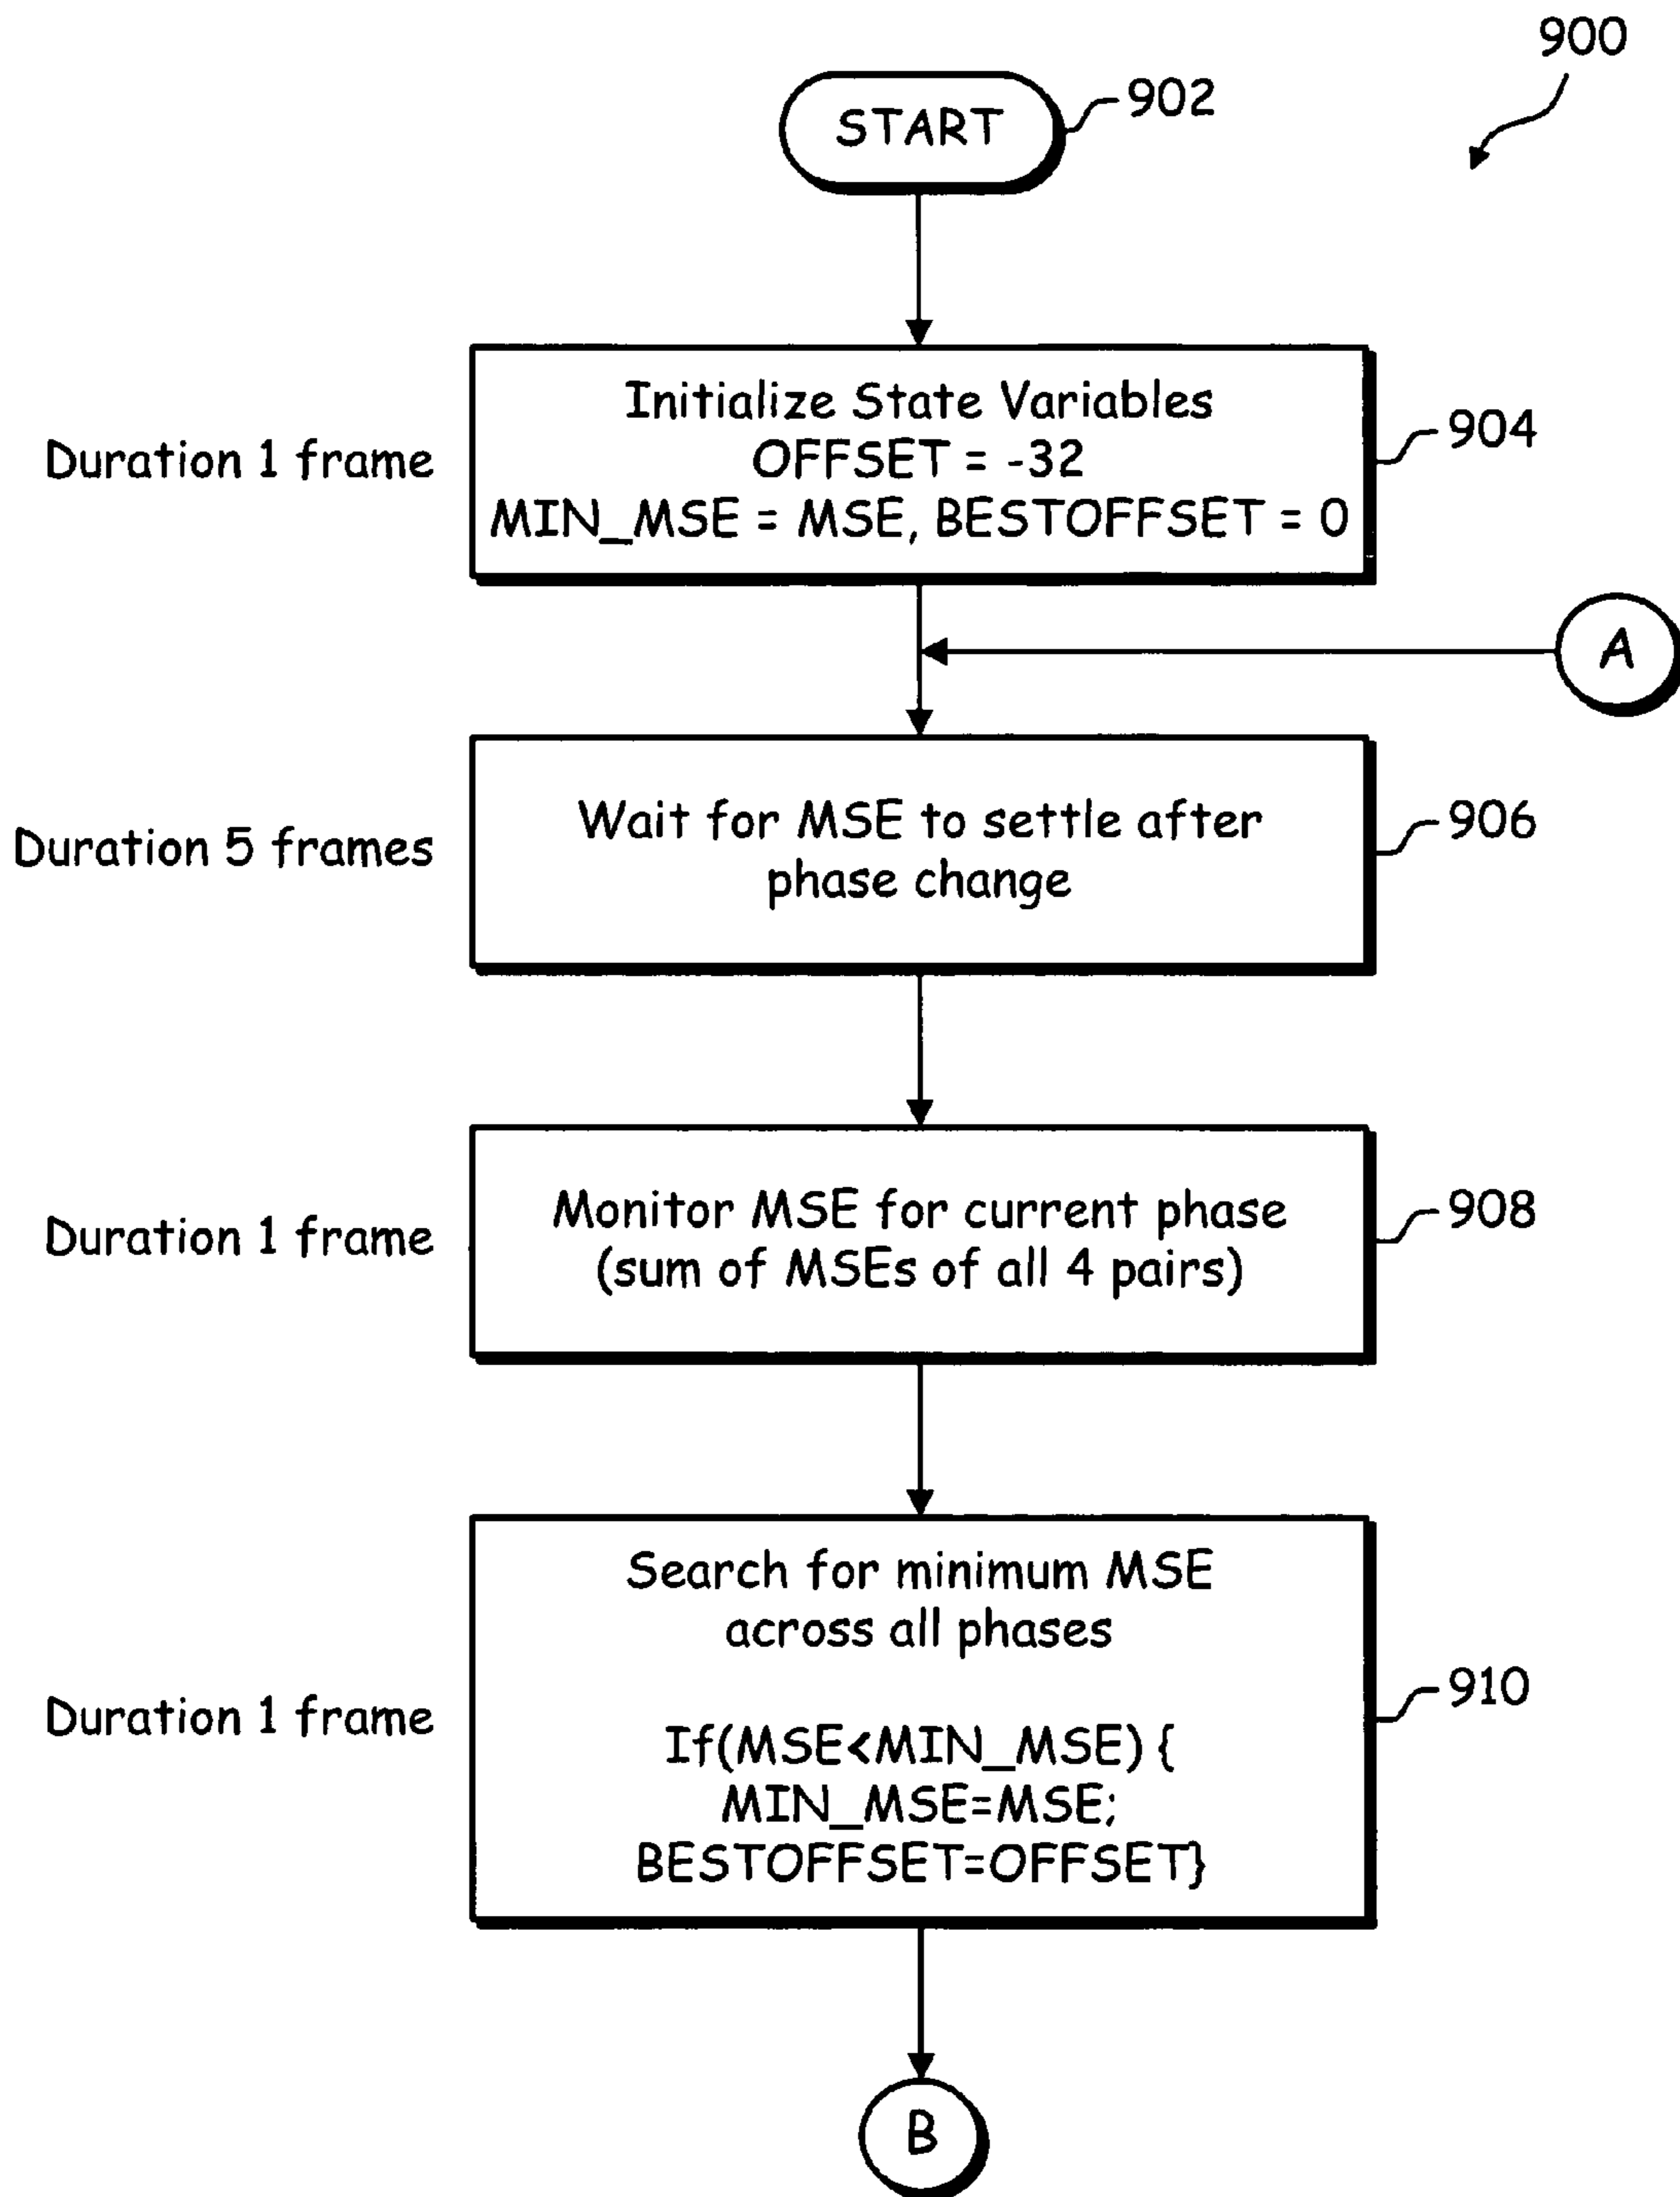 900
START
902
Initialize State Variables
OFFSET = -32
MIN_MSE = MSE, BESTOFFSET = 0
904
Duration 1 frame
A
Wait for MSE to settle after
phase change
906
Duration 5 frames
Monitor MSE for current phase
(sum of MSEs of all 4 pairs)
908
Duration 1 frame
Search for minimum MSE
across all phases
If(MSE<MIN_MSE) {
MIN_MSE=MSE;
BESTOFFSET=OFFSET}
910
Duration 1 frame
B